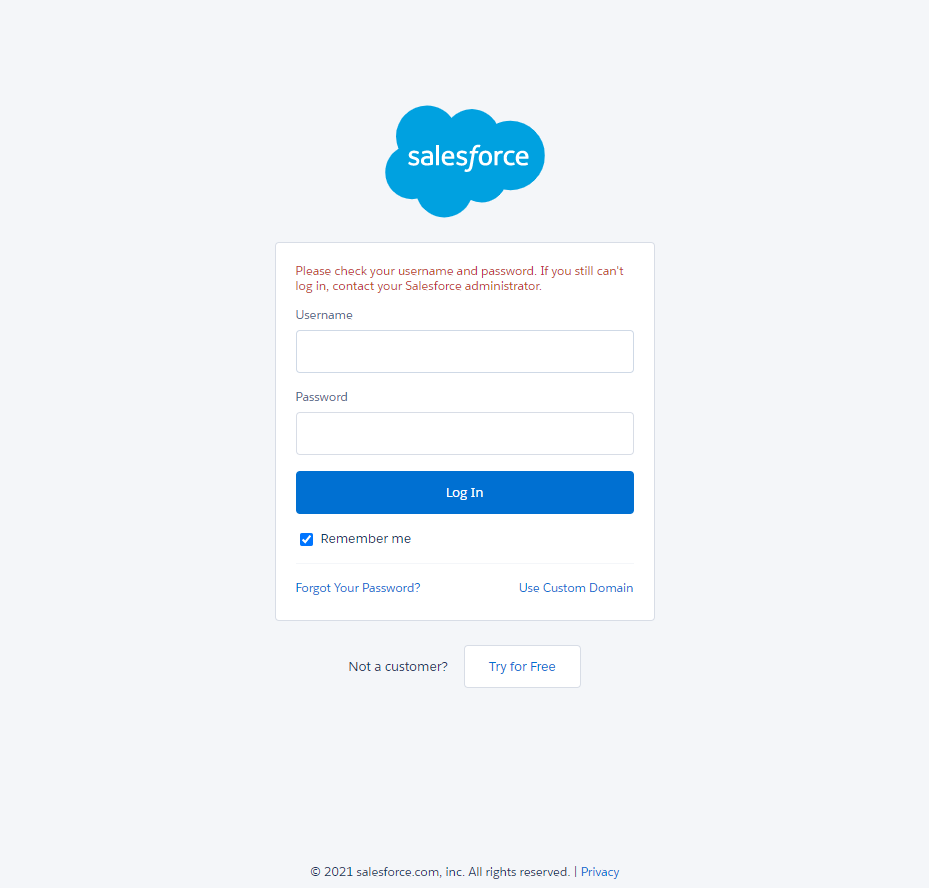 salesforce
Please check your username and password. If you still can't
log in, contact your Salesforce administrator.
Username
Password
Log In
Remember me
Forgot Your Password?
Use Custom Domain
Not a customer?
Try for Free
© 2021 salesforce.com, inc. All rights reserved. | Privacy